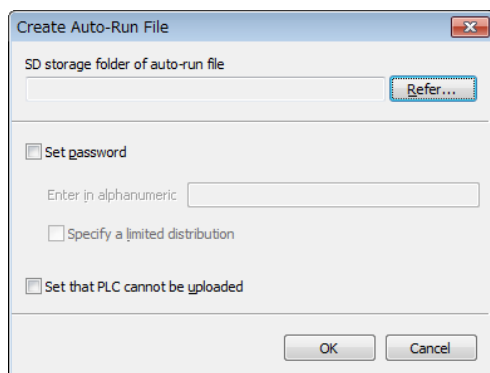 Create Auto-Run File
SD storage folder of auto-run file
Refer...
Set password
Enter in alphanumeric
Specify a limited distribution
Set that PLC cannot be uploaded
OK Cancel